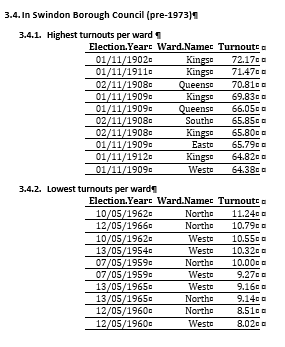 3.4. In Swindon Borough Council (pre-1973)¶
3.4.1. Highest turnouts per ward ¶
Election.Year¤ Ward.Name¤ Turnout¤ ¤
01/11/1902¤ Kings¤ 72.17¤ ¤
01/11/1911¤ Kings¤ 71.47¤ ¤
02/11/1908¤ Queens¤ 70.81¤ ¤
01/11/1909¤ Kings¤ 69.83¤ ¤
01/11/1909¤ Queens¤ 66.05¤ ¤
02/11/1908¤ South¤ 65.85¤ ¤
02/11/1908¤ Kings¤ 65.80¤ ¤
01/11/1909¤ East¤ 65.79¤ ¤
01/11/1912¤ Kings¤ 64.82¤ ¤
01/11/1909¤ West¤ 64.38¤ ¤
3.4.2. Lowest turnouts per ward¶
Election.Year¤ Ward.Name¤ Turnout¤ ¤
10/05/1962¤ North¤ 11.24¤ ¤
12/05/1966¤ North¤ 10.79¤ ¤
10/05/1962¤ West¤ 10.55¤ ¤
13/05/1954¤ West¤ 10.32¤ ¤
07/05/1959¤ North¤ 10.00¤ ¤
07/05/1959¤ West¤ 9.27¤ ¤
13/05/1965¤ West¤ 9.16¤ ¤
13/05/1965¤ North¤ 9.14¤ ¤
12/05/1960¤ North¤ 8.51¤ ¤
12/05/1960¤ West¤ 8.02¤ ¤